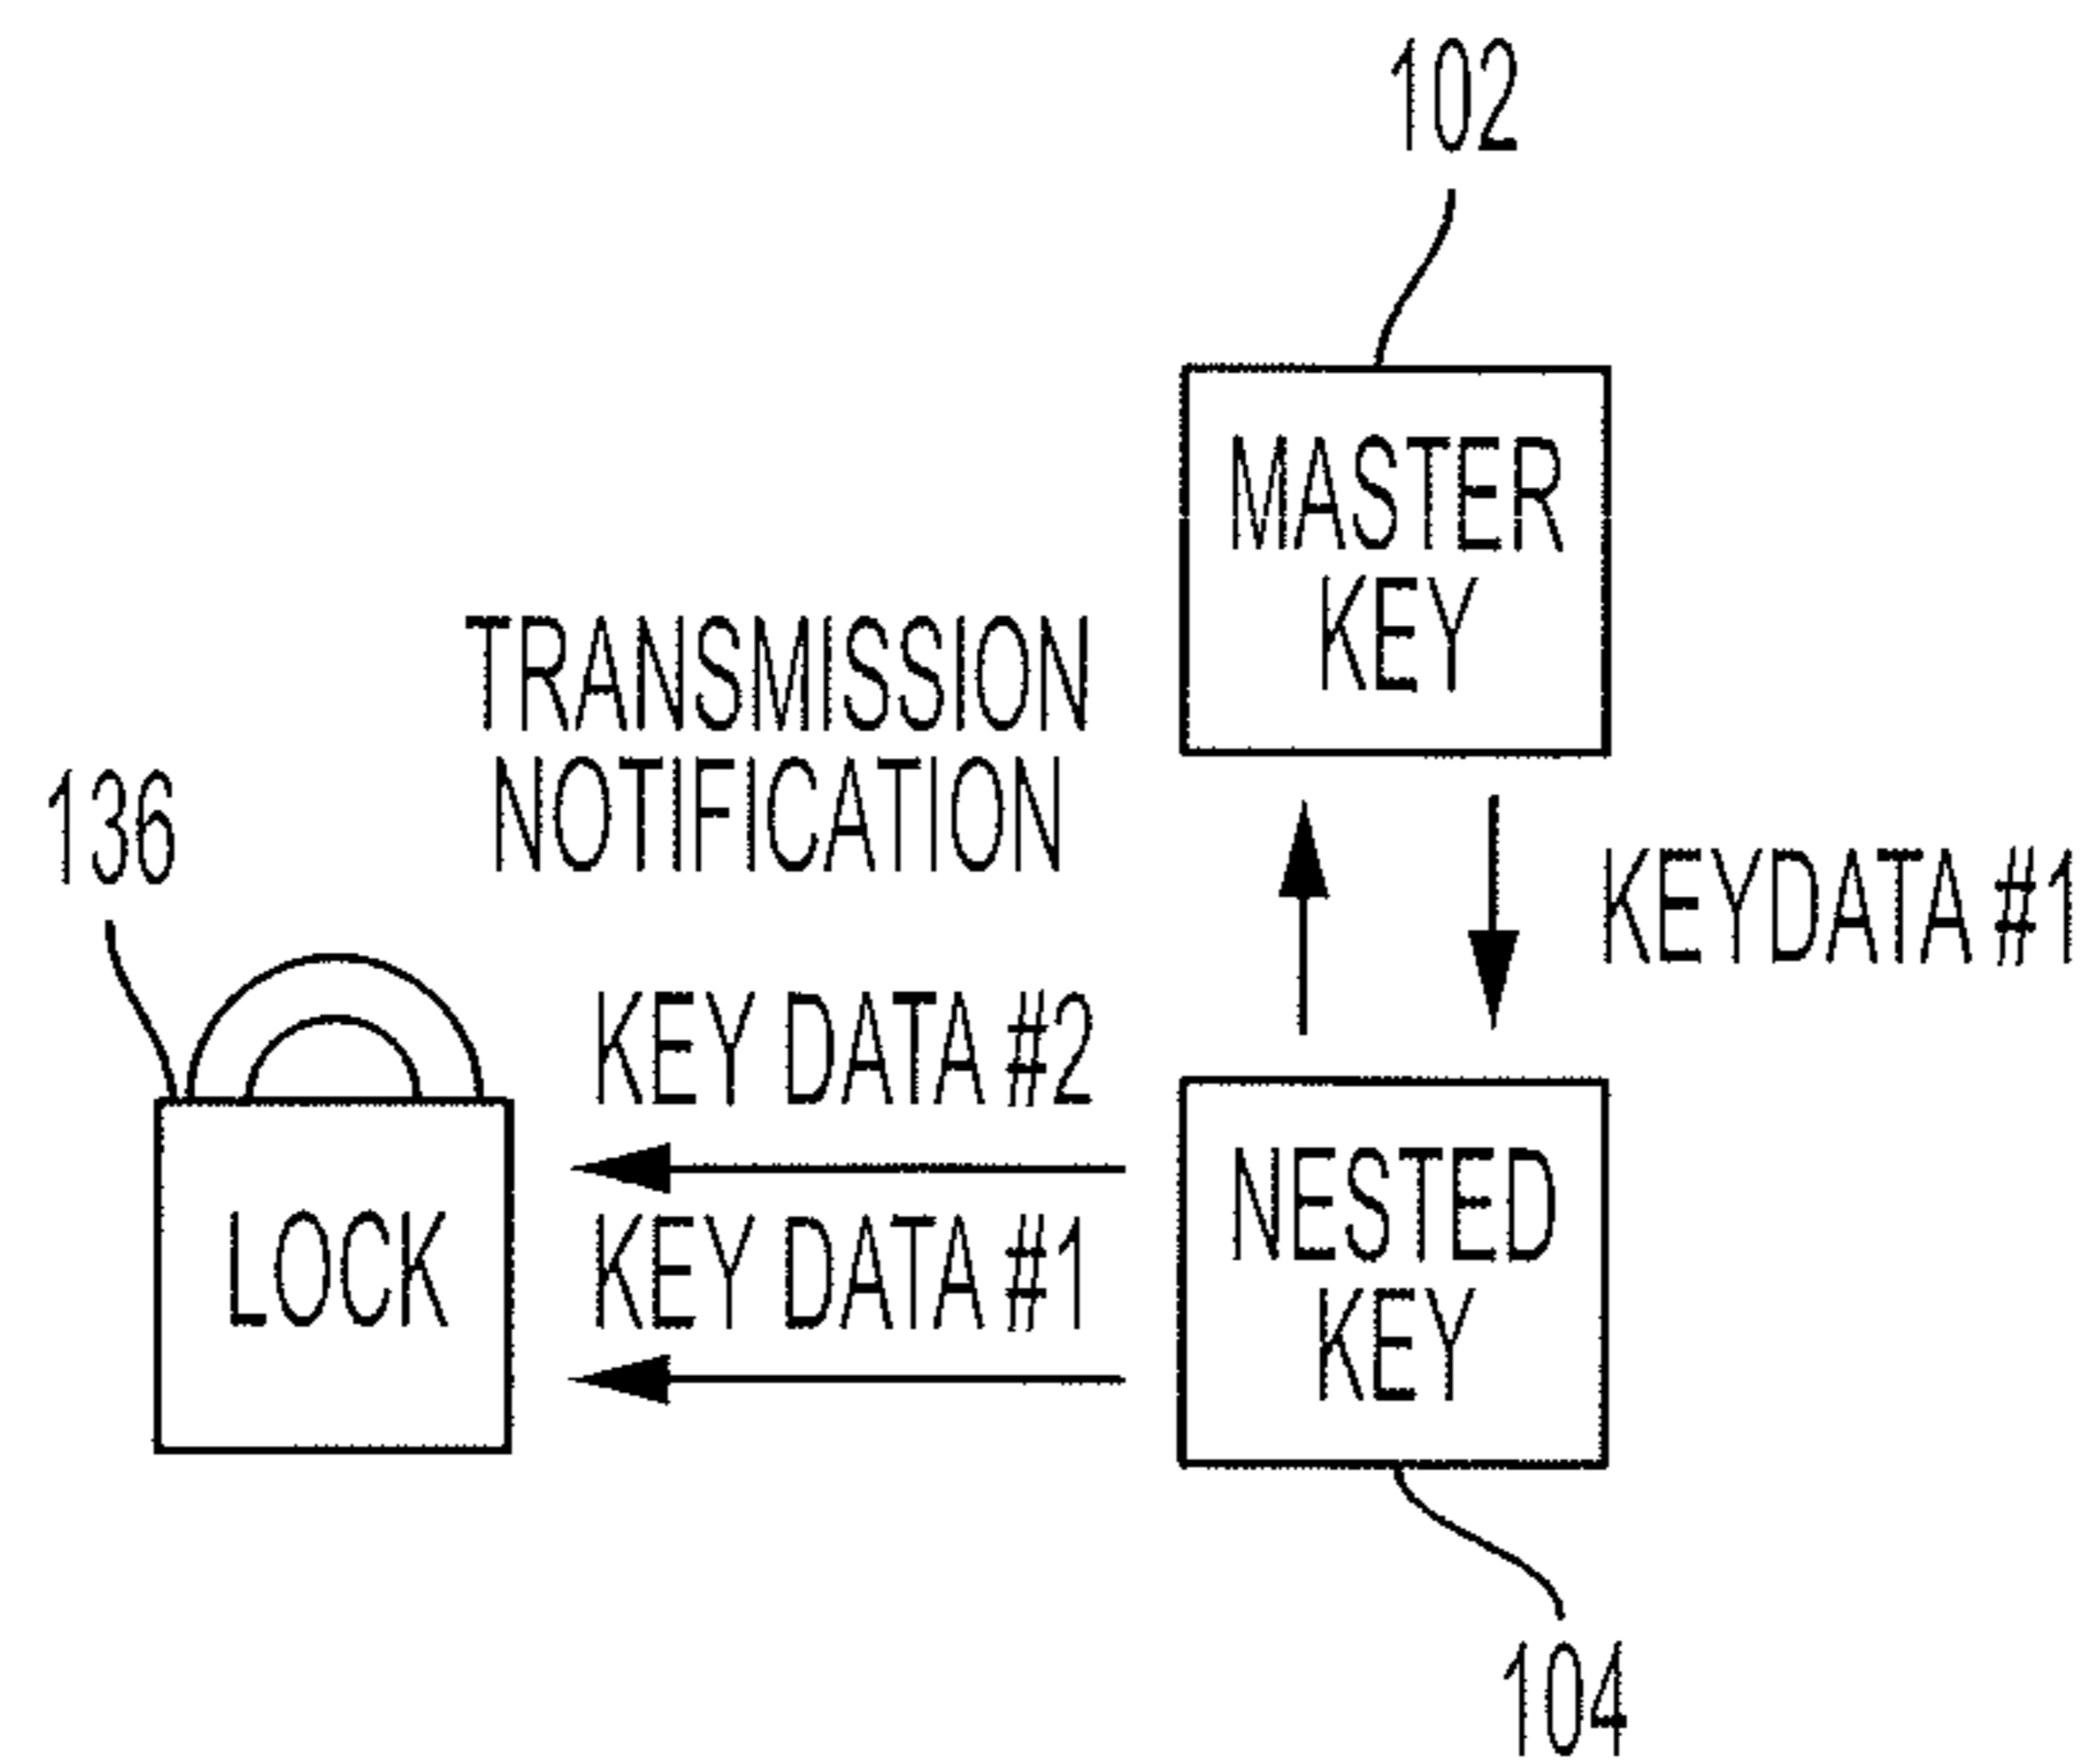 102
MASTER
KEY
TRANSMISSION
NOTIFICATION
136
KEYDATA #1
KEY DATA #2
LOCK
KEY DATA #1
NESTED
KEY
104